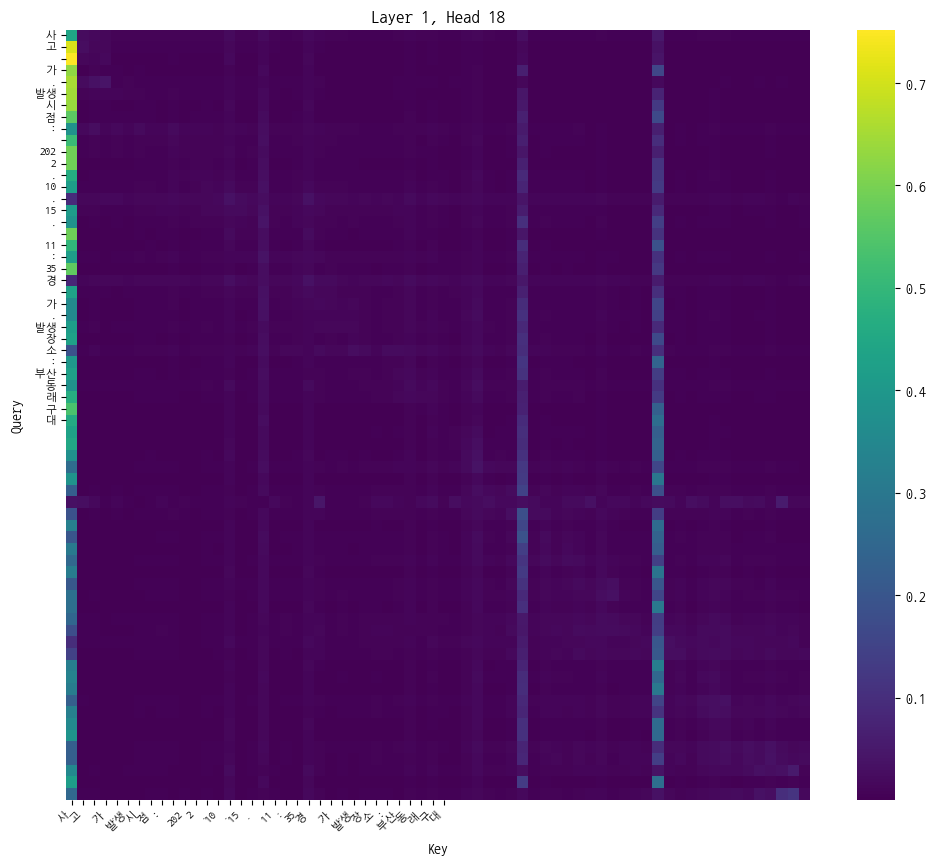 Layer 1, Head 18
Query
사
고
가
.
발생
시
점
:
202
2
.
10
.
15
.
11
:
35
경
가
.
발생
장
소
:
부산
동
래
구
대
0.7
0.6
0.5
0.4
0.3
0.2
0.1
사 고 가 . 발생 시 점 : 202 2 . 10 . 15 . 11 : 35 경 가 . 발생 장 소 : 부산 동 래 구 대
Key